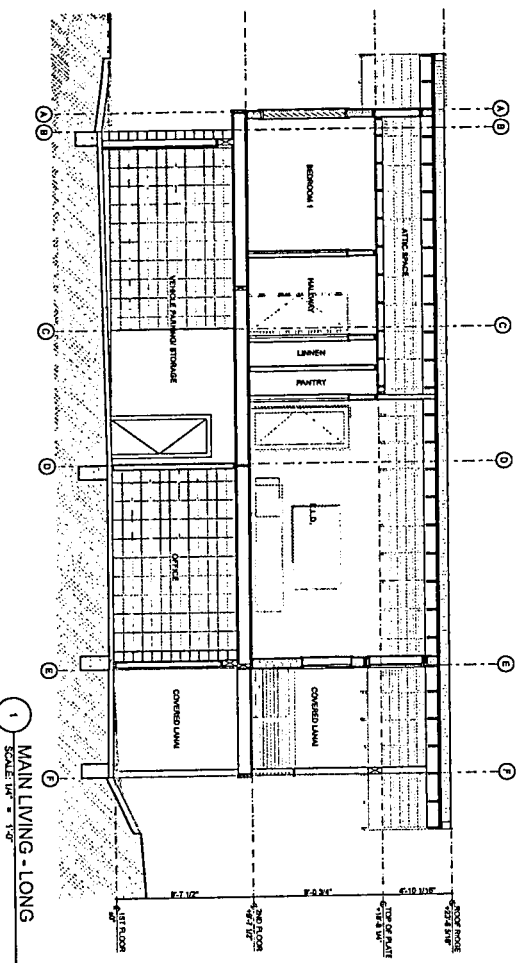 A
B
C
D
E
F
ATTIC SPACE
BEDROOM 1
HALLWAY
LINNEN
PANTRY
COVERED LANAI
VEHICLE PARKING/ STORAGE
OFFICE
COVERED LANAI
A
B
C
D
E
F
ROOF RIDGE
TOP OF PLATE
2ND FLOOR
1ST FLOOR
9'-0 3/4"
9'-7 1/2"
1
MAIN LIVING - LONG
SCALE: 1/4" = 1'-0"